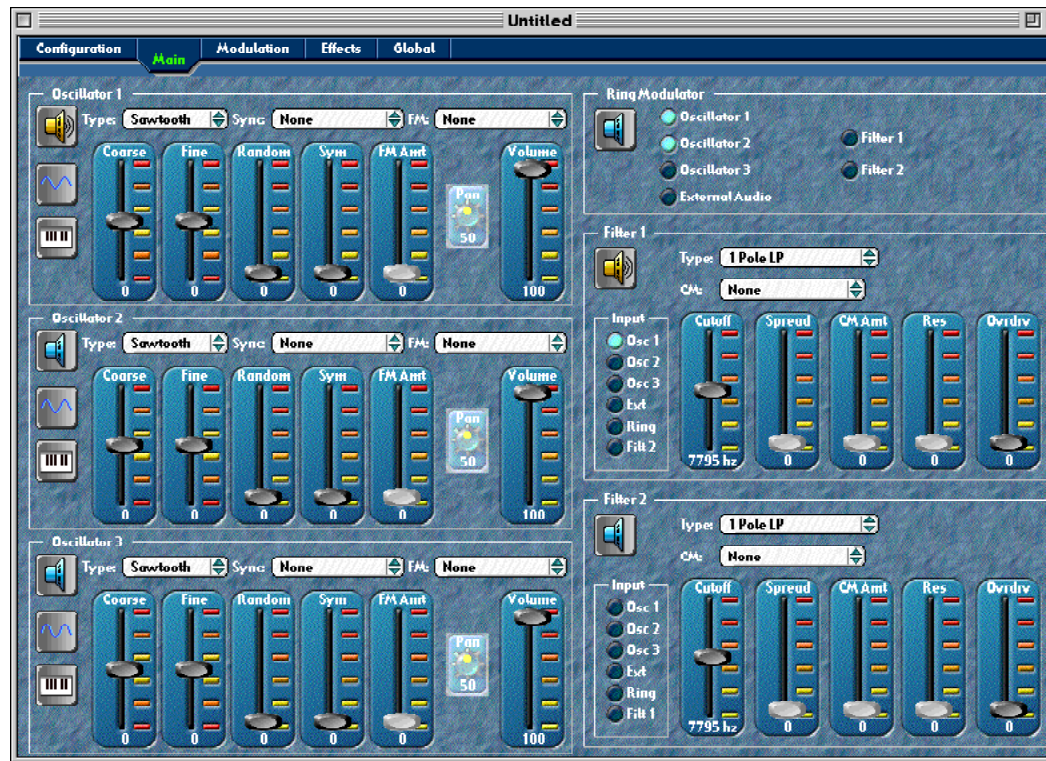 Untitled
Configuration Main Modulation Effects Global
Oscillator 1
Type: Sawtooth Sync: None FM: None
Coarse Fine Random Sym FM Amt Pan Volume
50
0 0 0 0 0 100
Oscillator 2
Type: Sawtooth Sync: None FM: None
Coarse Fine Random Sym FM Amt Pan Volume
50
0 0 0 0 0 100
Oscillator 3
Type: Sawtooth Sync: None FM: None
Coarse Fine Random Sym FM Amt Pan Volume
50
0 0 0 0 0 100
Ring Modulator
Oscillator 1
Oscillator 2 Filter 1
Oscillator 3 Filter 2
External Audio
Filter 1
Type: 1 Pole LP
CM: None
Input
Osc 1
Osc 2
Osc 3
Ext
Ring
Filt 2
Cutoff Spread CM Amt Res Ovrdrv
7795 hz 0 0 0 0
Filter 2
Type: 1 Pole LP
CM: None
Input
Osc 1
Osc 2
Osc 3
Ext
Ring
Filt 1
Cutoff Spread CM Amt Res Ovrdrv
7795 hz 0 0 0 0